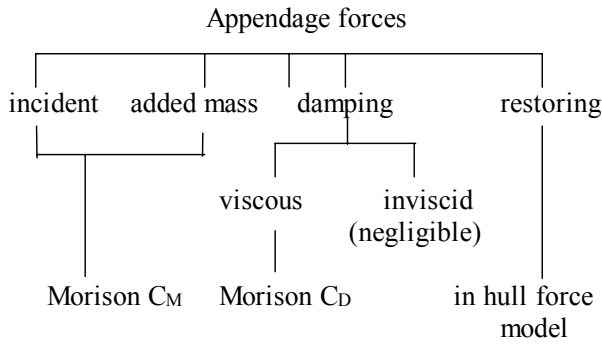 Appendage forces
incident added mass damping restoring
viscous inviscid
(negligible)
Morison CM Morison CD in hull force
model